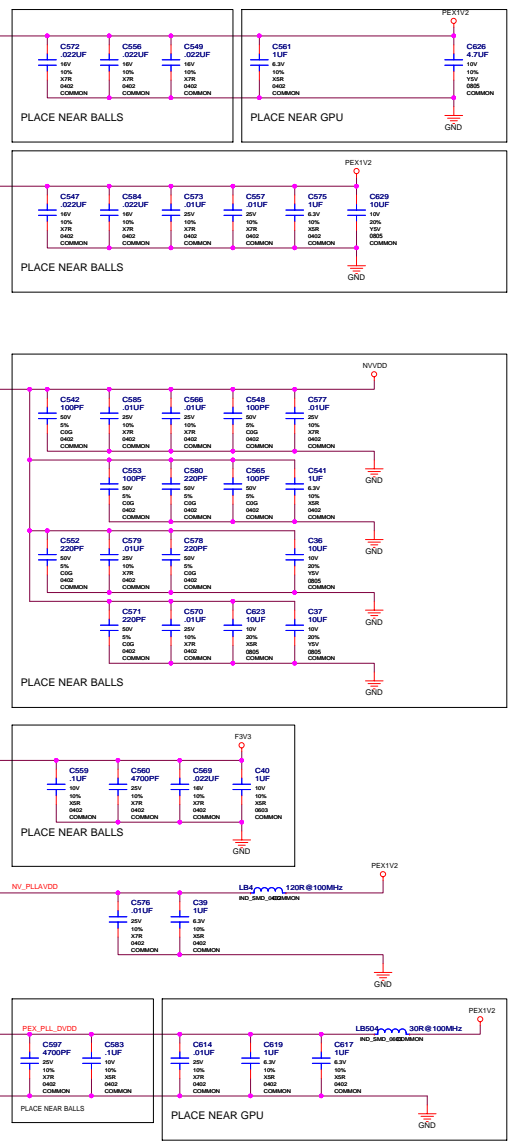 PEX1V2
C572 C556 C549 C561 C626
.022UF .022UF .022UF 1UF 4.7UF
16V 16V 16V 6.3V 10V
10% 10% 10% 10% 10%
X7R X7R X7R X5R Y5V
0402 0402 0402 0402 0805
COMMON COMMON COMMON COMMON COMMON
PLACE NEAR BALLS PLACE NEAR GPU
GND
PEX1V2
C547 C584 C573 C557 C575 C629
.022UF .022UF .01UF .01UF 1UF 10UF
16V 16V 25V 25V 6.3V 10V
10% 10% 10% 10% 10% 20%
X7R X7R X7R X7R X5R Y5V
0402 0402 0402 0402 0402 0805
COMMON COMMON COMMON COMMON COMMON COMMON
PLACE NEAR BALLS
GND
NVVDD
C542 C585 C566 C548 C577
100PF .01UF .01UF 100PF .01UF
50V 25V 25V 50V 25V
5% 10% 10% 5% 10%
C0G X7R X7R C0G X7R
0402 0402 0402 0402 0402
COMMON COMMON COMMON COMMON COMMON
GND
C553 C580 C565 C541
100PF 220PF 100PF 1UF
50V 50V 50V 6.3V
5% 5% 5% 10%
C0G C0G C0G X5R
0402 0402 0402 0402
COMMON COMMON COMMON COMMON
GND
C552 C579 C578 C36
220PF .01UF 220PF 10UF
50V 25V 50V 10V
5% 10% 5% 20%
C0G X7R C0G Y5V
0402 0402 0402 0805
COMMON COMMON COMMON COMMON
GND
C571 C570 C623 C37
220PF .01UF 10UF 10UF
50V 25V 10V 10V
5% 10% 20% 20%
C0G X7R X5R Y5V
0402 0402 0805 0805
COMMON COMMON COMMON COMMON
GND
PLACE NEAR BALLS
F3V3
C559 C560 C569 C40
.1UF 4700PF .022UF 1UF
10V 25V 16V 10V
10% 10% 10% 10%
X5R X7R X7R X5R
0402 0402 0402 0603
COMMON COMMON COMMON COMMON
PLACE NEAR BALLS
GND
PEX1V2
NV_PLLAVDD LB4 120R@100MHz
IND_SMD_0402 COMMON
C576 C39
.01UF 1UF
25V 6.3V
10% 10%
X7R X5R
0402 0402
COMMON COMMON
GND
PEX1V2
PEX_PLL_DVDD LB504 30R@100MHz
IND_SMD_0603 COMMON
C597 C583 C614 C619 C617
4700PF .1UF .01UF 1UF 1UF
25V 10V 25V 6.3V 6.3V
10% 10% 10% 10% 10%
X7R X5R X7R X5R X5R
0402 0402 0402 0402 0402
COMMON COMMON COMMON COMMON COMMON
PLACE NEAR BALLS PLACE NEAR GPU
GND